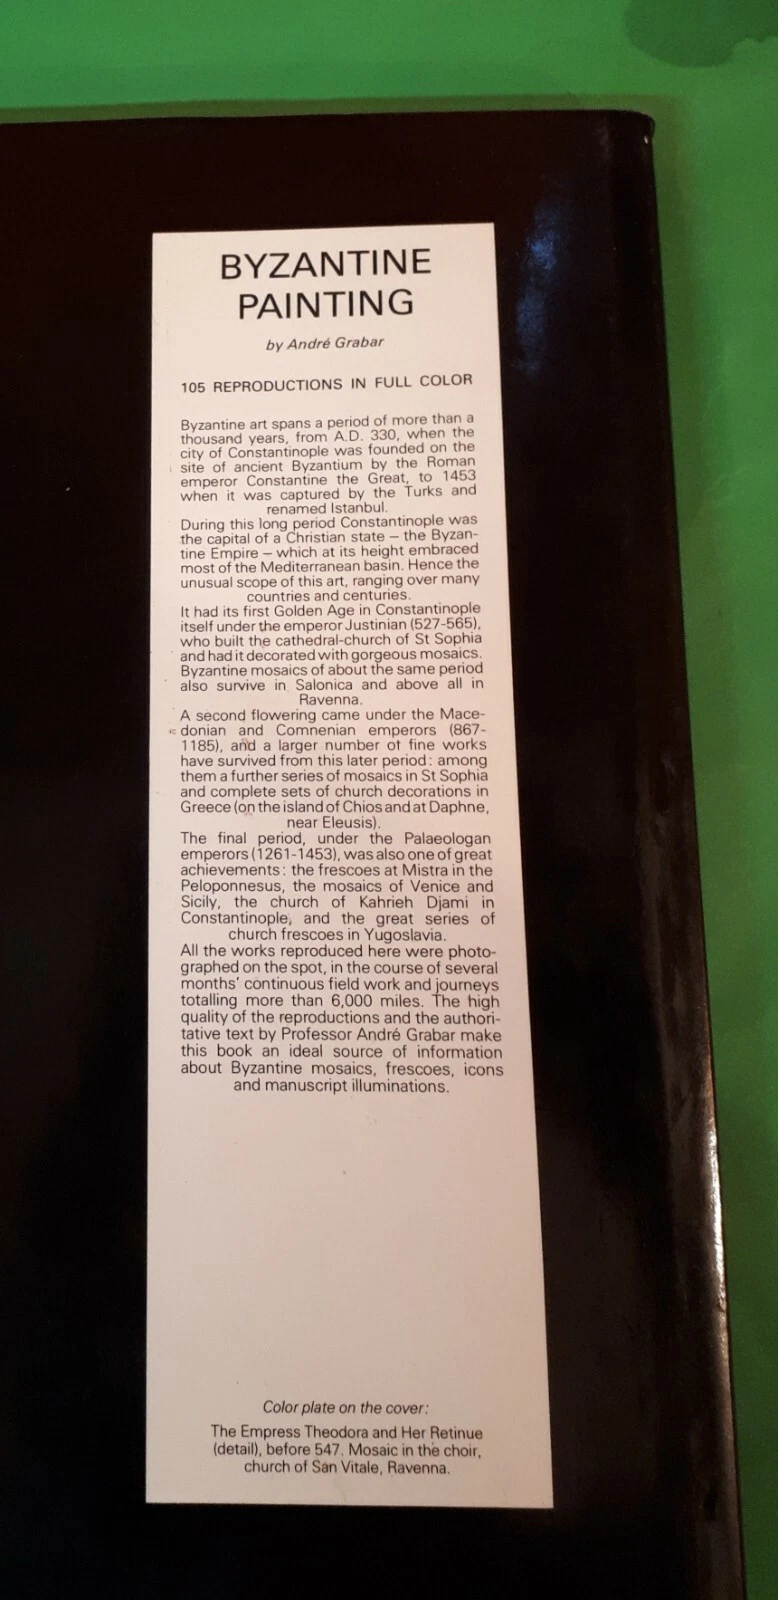 BYZANTINE
PAINTING
by André Grabar
105 REPRODUCTIONS IN FULL COLOR
Byzantine art spans a period of more than a
thousand years, from A.D. 330, when the
city of Constantinople was founded on the
site of ancient Byzantium by the Roman
emperor Constantine the Great, to 1453
when it was captured by the Turks and
renamed Istanbul.
During this long period Constantinople was
the capital of a Christian state – the Byzan-
tine Empire – which at its height embraced
most of the Mediterranean basin. Hence the
unusual scope of this art, ranging over many
countries and centuries.
It had its first Golden Age in Constantinople
itself under the emperor Justinian (527-565),
who built the cathedral-church of St Sophia
and had it decorated with gorgeous mosaics.
Byzantine mosaics of about the same period
also survive in Salonica and above all in
Ravenna.
A second flowering came under the Mace-
donian and Comnenian emperors (867-
1185), and a larger number of fine works
have survived from this later period: among
them a further series of mosaics in St Sophia
and complete sets of church decorations in
Greece (on the island of Chios and at Daphne,
near Eleusis).
The final period, under the Palaeologan
emperors (1261-1453), was also one of great
achievements: the frescoes at Mistra in the
Peloponnesus, the mosaics of Venice and
Sicily, the church of Kahrieh Djami in
Constantinople, and the great series of
church frescoes in Yugoslavia.
All the works reproduced here were photo-
graphed on the spot, in the course of several
months' continuous field work and journeys
totalling more than 6,000 miles. The high
quality of the reproductions and the authori-
tative text by Professor André Grabar make
this book an ideal source of information
about Byzantine mosaics, frescoes, icons
and manuscript illuminations.
Color plate on the cover:
The Empress Theodora and Her Retinue
(detail), before 547. Mosaic in the choir,
church of San Vitale, Ravenna.